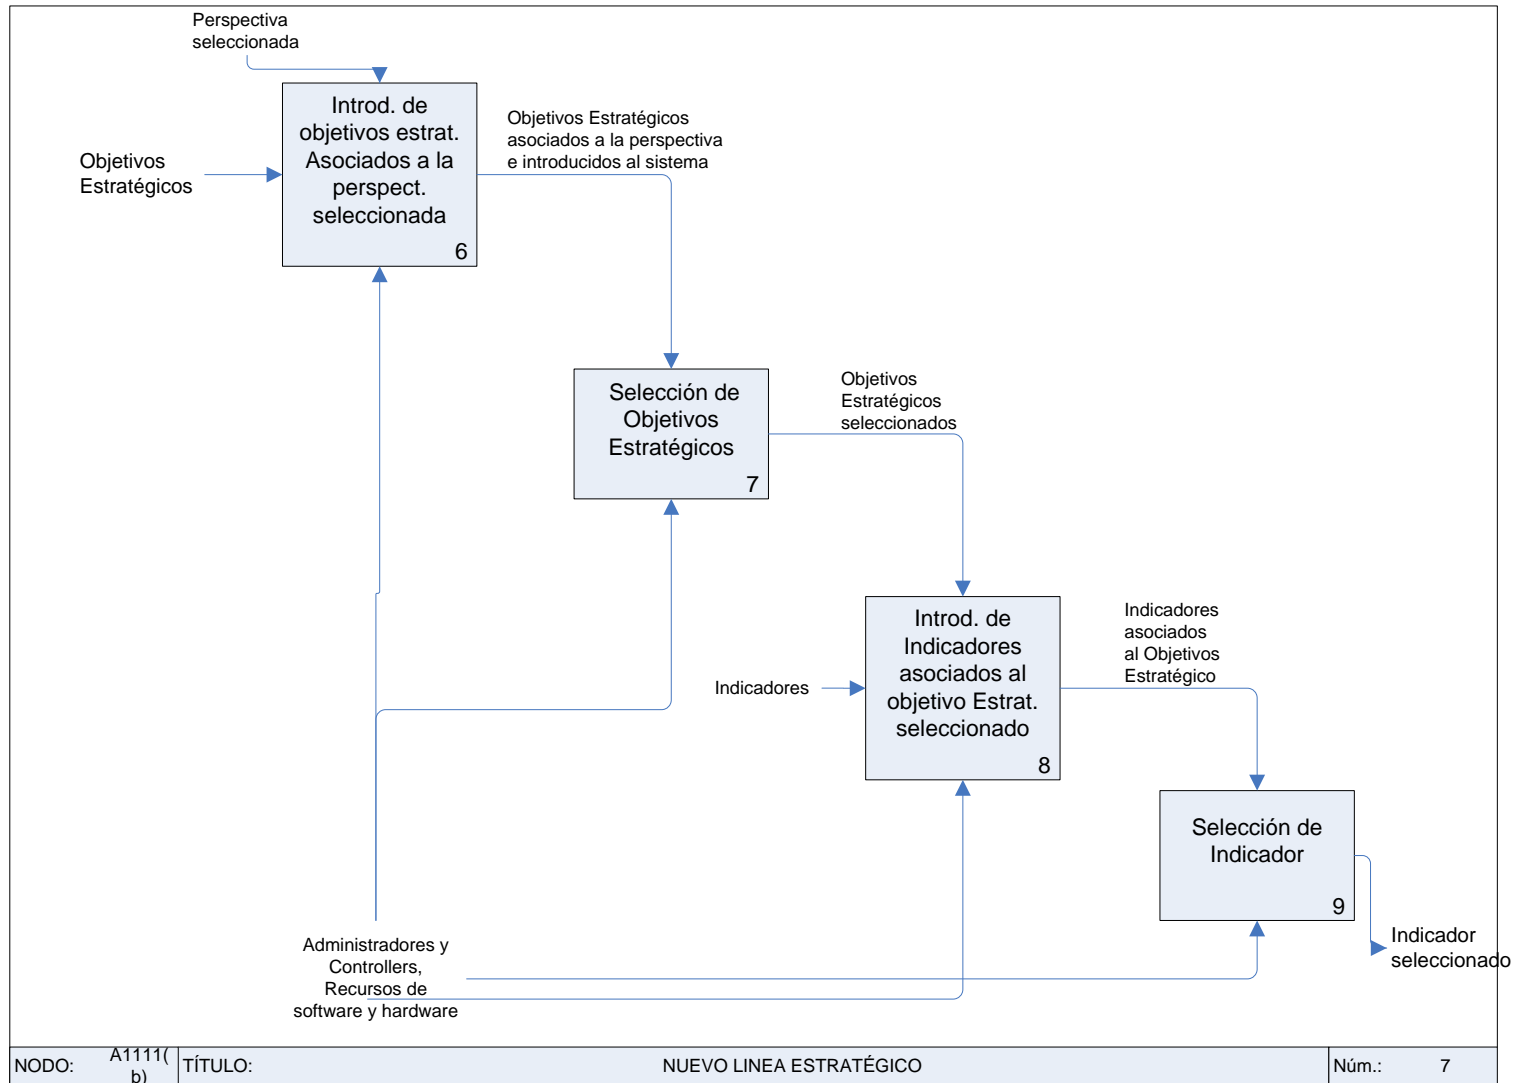 Perspectiva
seleccionada
Introd. de
objetivos estrat.
Asociados a la
perspect.
seleccionada
6
Objetivos
Estratégicos
Objetivos Estratégicos
asociados a la perspectiva
e introducidos al sistema
Selección de
Objetivos
Estratégicos
7
Objetivos
Estratégicos
seleccionados
Introd. de
Indicadores
asociados al
objetivo Estrat.
seleccionado
8
Indicadores
Indicadores
asociados
al Objetivos
Estratégico
Selección de
Indicador
9
Indicador
seleccionado
Administradores y
Controllers,
Recursos de
software y hardware
NODO:
A1111(
b)
TÍTULO:
NUEVO LINEA ESTRATÉGICO
Núm.:
7